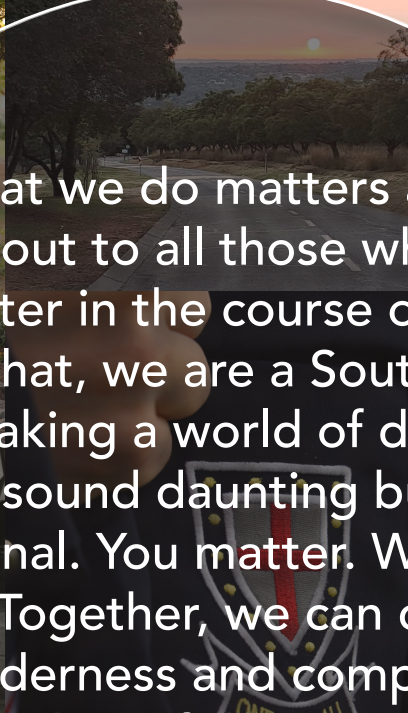 at we do matters
out to all those wh
ter in the course
hat, we are a Sout
aking a world of d
sound daunting bu
nal. You matter. W
Together, we can
derness and comp